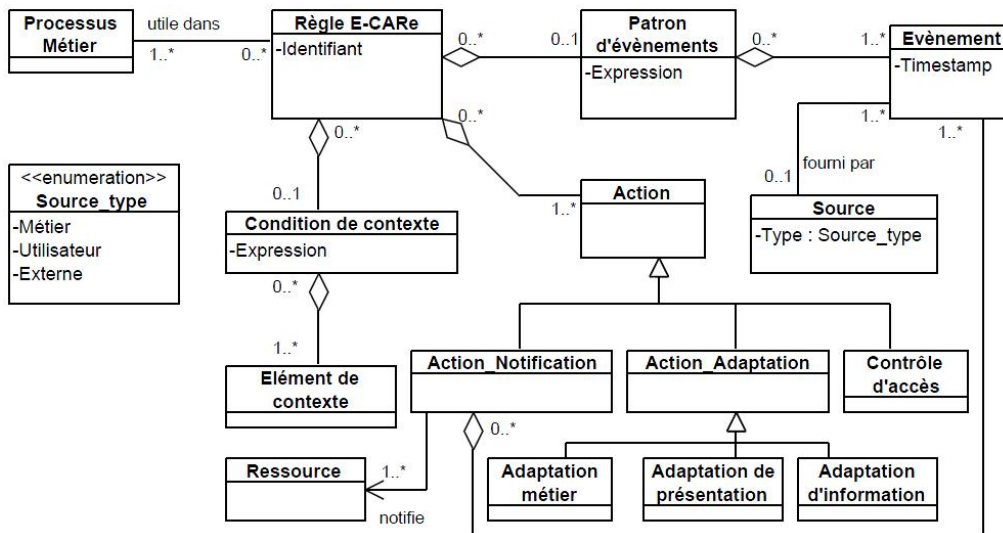 Processus
Métier
utile dans
1..*
0..*
Règle E-CARe
-Identifiant
0..*
0..1
Patron
d'évènements
-Expression
0..*
1..*
Evènement
-Timestamp
0..*
0..*
1..*
1..*
fourni par
0..1
<<enumeration>>
Source_type
-Métier
-Utilisateur
-Externe
0..1
Condition de contexte
-Expression
Action
1..*
Source
-Type : Source_type
0..*
1..*
Elément de
contexte
Action_Notification
Action_Adaptation
Contrôle
d'accès
0..*
Ressource
1..*
notifie
Adaptation
métier
Adaptation de
présentation
Adaptation
d'information